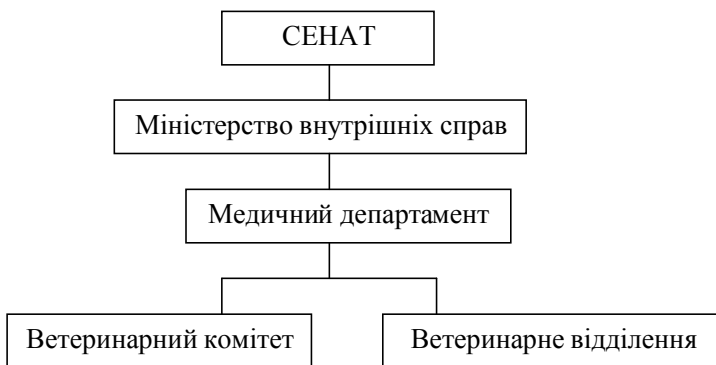 СЕНАТ
Міністерство внутрішніх справ
Медичний департамент
Ветеринарний комітет
Ветеринарне відділення